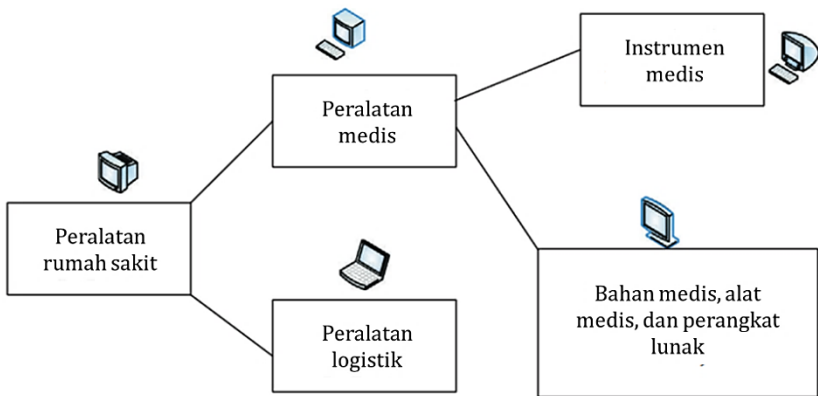 Peralatan
rumah sakit
Peralatan
medis
Peralatan
logistik
Instrumen
medis
Bahan medis, alat
medis, dan perangkat
lunak